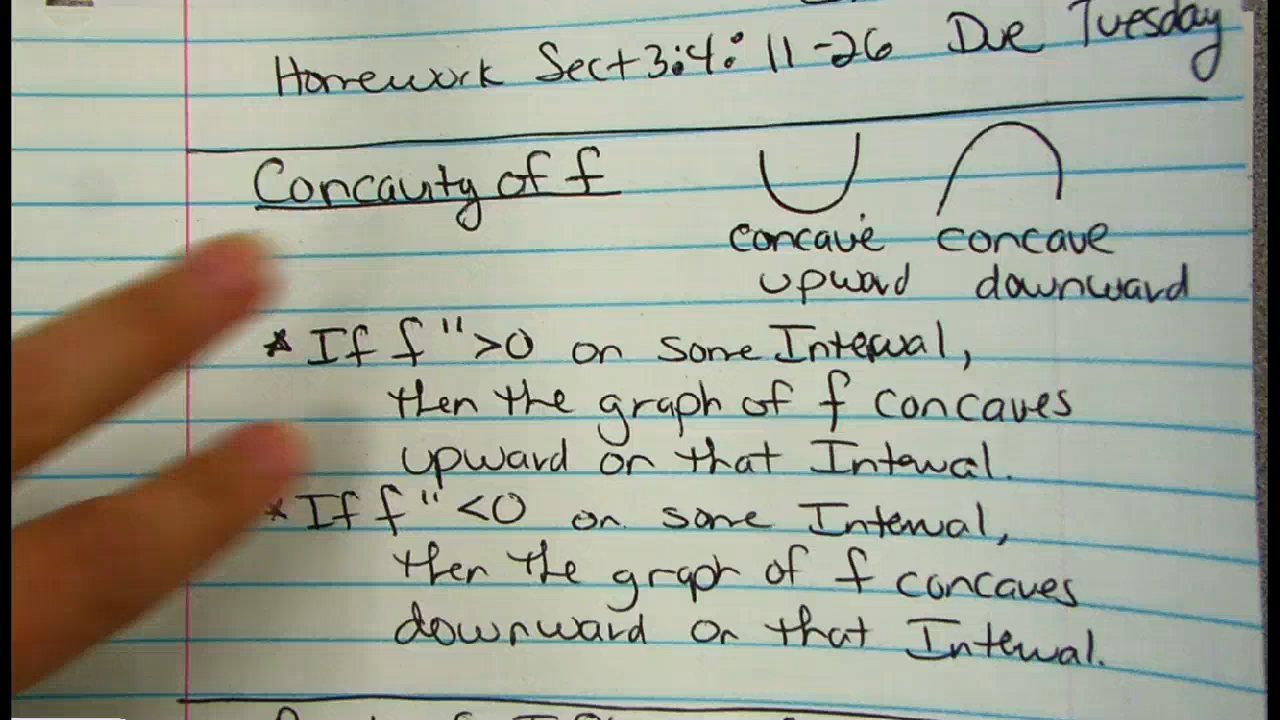 Homework Sect 3.4: 11-26 Due Tuesday
Concavity of f
concave concave
upward downward
* If f">0 on some Interval,
then the graph of f concaves
upward on that Interval.
* If f"<0 on some Interval,
then the graph of f concaves
downward on that Interval.